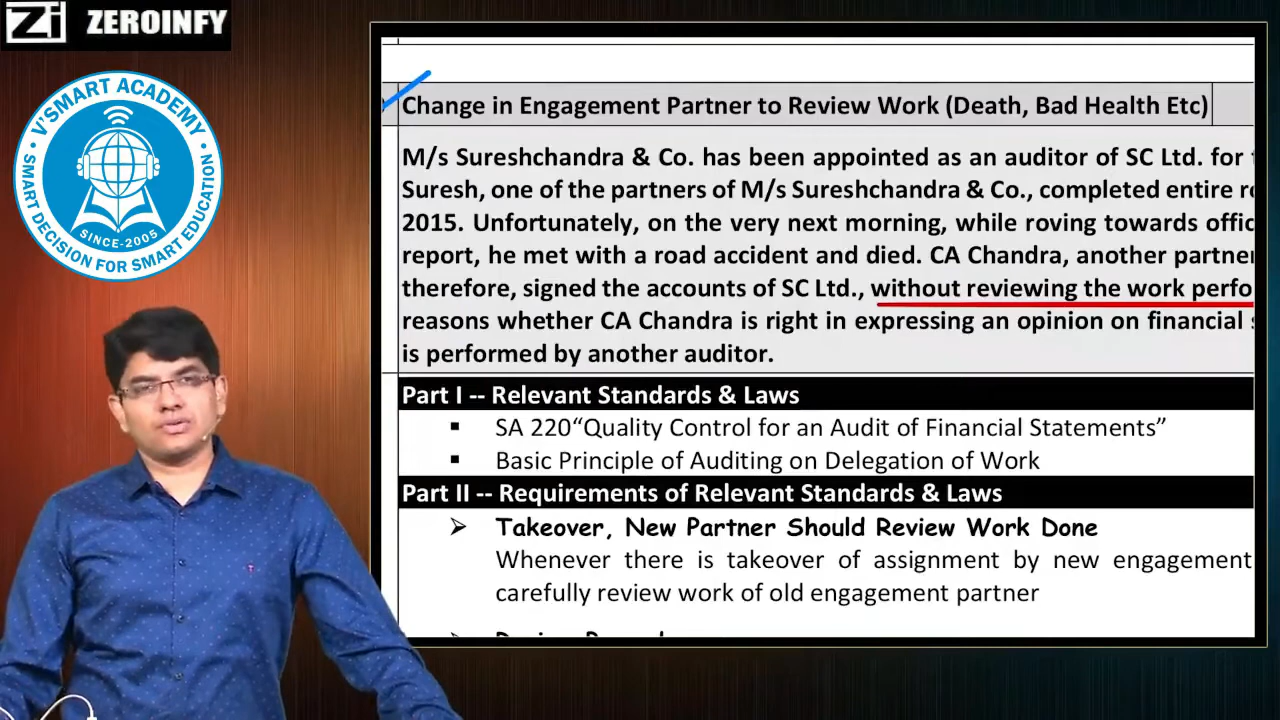 Zi ZEROINFY
V'SMART ACADEMY
SMART DECISION FOR SMART EDUCATION
SINCE-2005
Change in Engagement Partner to Review Work (Death, Bad Health Etc)
M/s Sureshchandra & Co. has been appointed as an auditor of SC Ltd. for
Suresh, one of the partners of M/s Sureshchandra & Co., completed entire
2015. Unfortunately, on the very next morning, while roving towards
report, he met with a road accident and died. CA Chandra, another partner
therefore, signed the accounts of SC Ltd., without reviewing the work perfo
reasons whether CA Chandra is right in expressing an opinion on financial
is performed by another auditor.
Part I -- Relevant Standards & Laws
▪ SA 220“Quality Control for an Audit of Financial Statements”
▪ Basic Principle of Auditing on Delegation of Work
Part II -- Requirements of Relevant Standards & Laws
➢ Takeover, New Partner Should Review Work Done
Whenever there is takeover of assignment by new engagement
carefully review work of old engagement partner